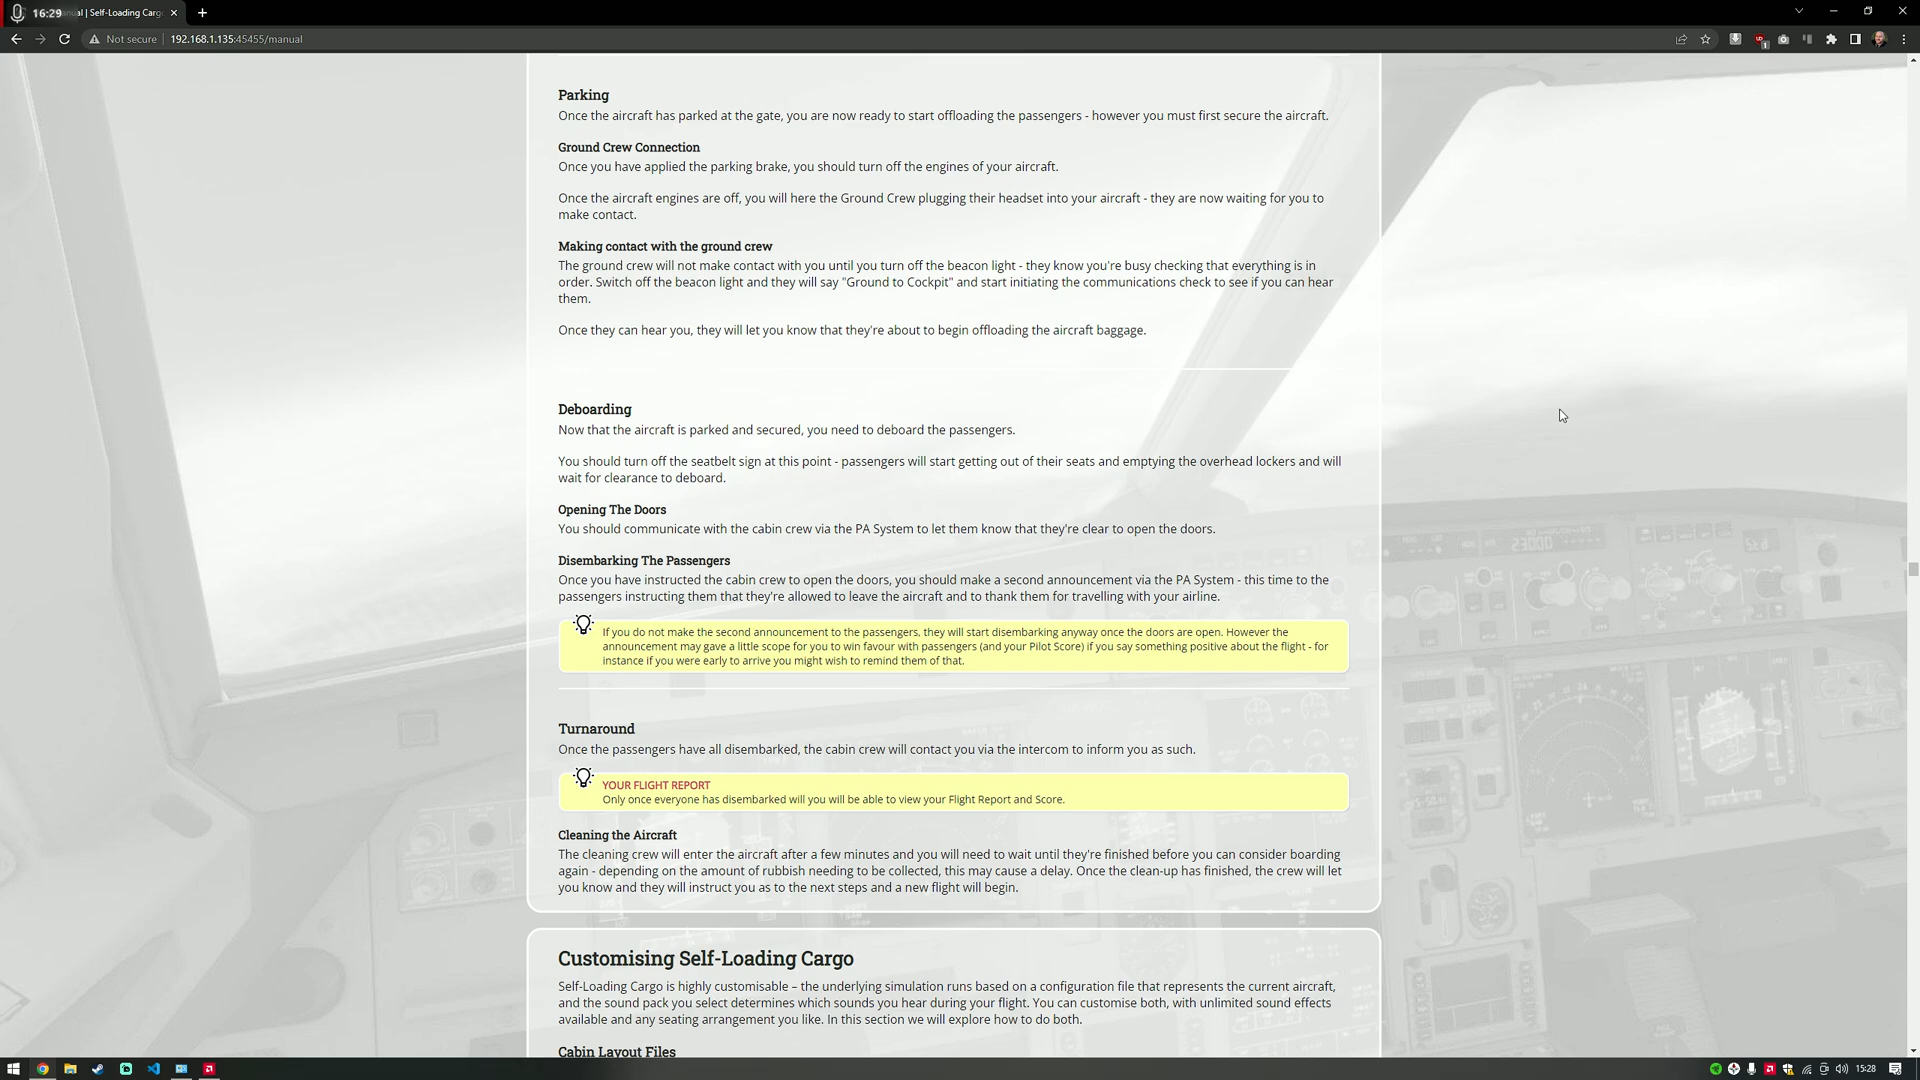 16:29
ual | Self-Loading Carg
Not secure
192.168.1.135:45455/manual
Parking
Once the aircraft has parked at the gate, you are now ready to start offloading the passengers - however you must first secure the aircraft.
Ground Crew Connection
Once you have applied the parking brake, you should turn off the engines of your aircraft.
Once the aircraft engines are off, you will here the Ground Crew plugging their headset into your aircraft - they are now waiting for you to
make contact.
Making contact with the ground crew
The ground crew will not make contact with you until you turn off the beacon light - they know you're busy checking that everything is in
order. Switch off the beacon light and they will say "Ground to Cockpit" and start initiating the communications check to see if you can hear
them.
Once they can hear you, they will let you know that they're about to begin offloading the aircraft baggage.
Deboarding
Now that the aircraft is parked and secured, you need to deboard the passengers.
You should turn off the seatbelt sign at this point - passengers will start getting out of their seats and emptying the overhead lockers and will
wait for clearance to deboard.
Opening The Doors
You should communicate with the cabin crew via the PA System to let them know that they're clear to open the doors.
Disembarking The Passengers
Once you have instructed the cabin crew to open the doors, you should make a second announcement via the PA System - this time to the
passengers instructing them that they're allowed to leave the aircraft and to thank them for travelling with your airline.
If you do not make the second announcement to the passengers, they will start disembarking anyway once the doors are open. However the
announcement may gave a little scope for you to win favour with passengers (and your Pilot Score) if you say something positive about the flight - for
instance if you were early to arrive you might wish to remind them of that.
Turnaround
Once the passengers have all disembarked, the cabin crew will contact you via the intercom to inform you as such.
YOUR FLIGHT REPORT
Only once everyone has disembarked will you will be able to view your Flight Report and Score.
Cleaning the Aircraft
The cleaning crew will enter the aircraft after a few minutes and you will need to wait until they're finished before you can consider boarding
again - depending on the amount of rubbish needing to be collected, this may cause a delay. Once the clean-up has finished, the crew will let
you know and they will instruct you as to the next steps and a new flight will begin.
Customising Self-Loading Cargo
Self-Loading Cargo is highly customisable – the underlying simulation runs based on a configuration file that represents the current aircraft,
and the sound pack you select determines which sounds you hear during your flight. You can customise both, with unlimited sound effects
available and any seating arrangement you like. In this section we will explore how to do both.
Cabin Layout Files
15:28